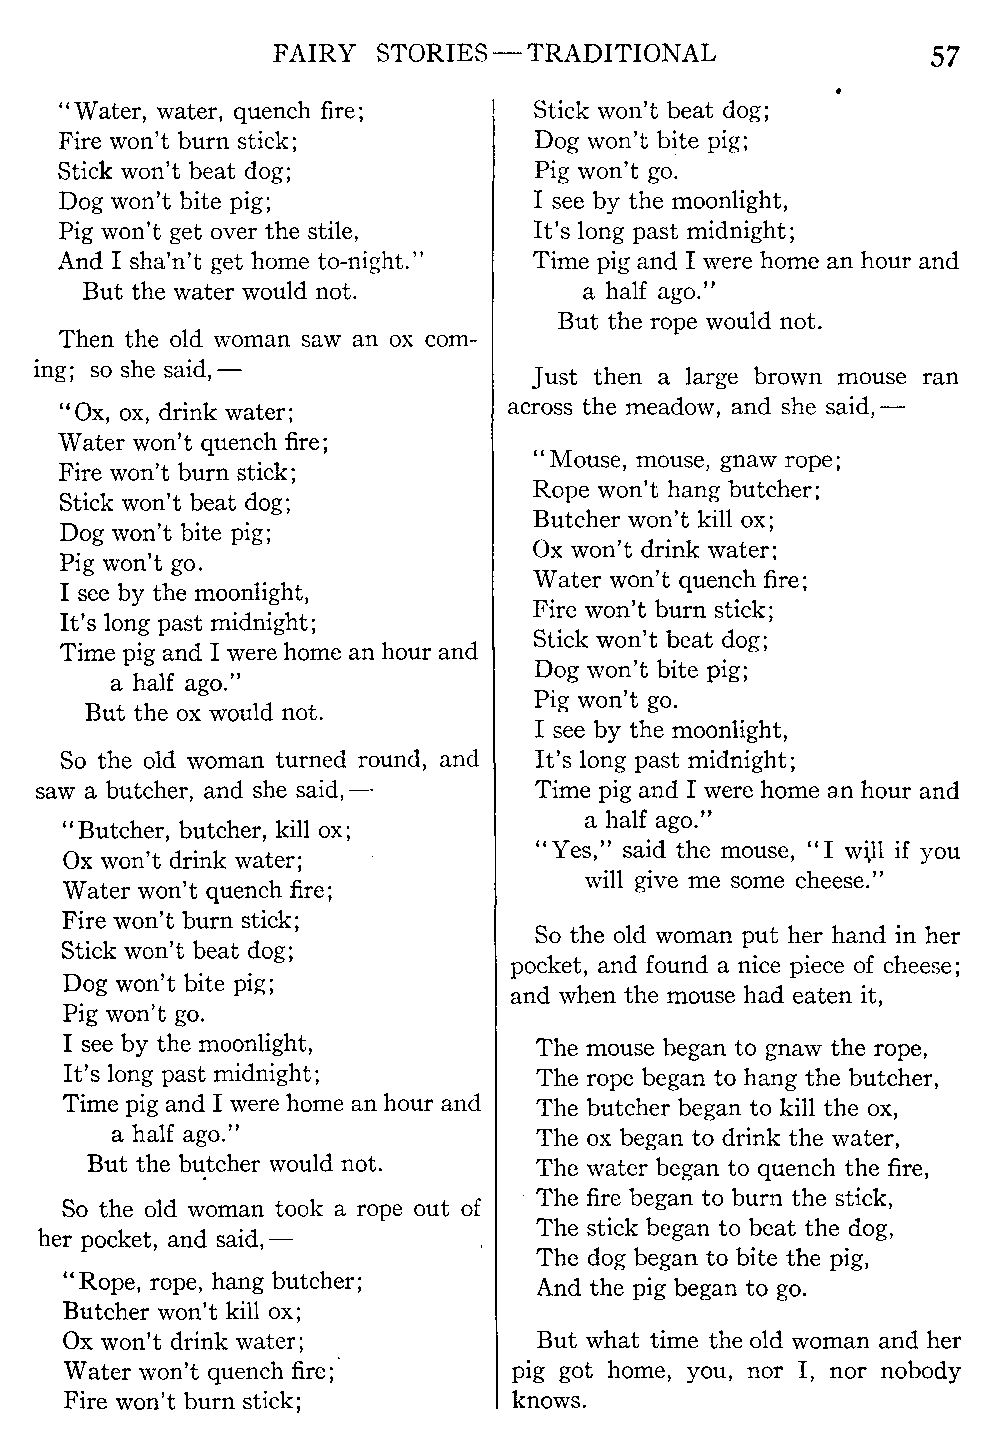 FAIRY STORIES—TRADITIONAL 57
"Water, water, quench fire;
Fire won't burn stick;
Stick won't beat dog;
Dog won't bite pig;
Pig won't get over the stile,
And I sha'n't get home to-night."
But the water would not.
Then the old woman saw an ox com-
ing; so she said,—
"Ox, ox, drink water;
Water won't quench fire;
Fire won't burn stick;
Stick won't beat dog;
Dog won't bite pig;
Pig won't go.
I see by the moonlight,
It's long past midnight;
Time pig and I were home an hour and
a half ago."
But the ox would not.
So the old woman turned round, and
saw a butcher, and she said,—
"Butcher, butcher, kill ox;
Ox won't drink water;
Water won't quench fire;
Fire won't burn stick;
Stick won't beat dog;
Dog won't bite pig;
Pig won't go.
I see by the moonlight,
It's long past midnight;
Time pig and I were home an hour and
a half ago."
But the butcher would not.
So the old woman took a rope out of
her pocket, and said,—
"Rope, rope, hang butcher;
Butcher won't kill ox;
Ox won't drink water;
Water won't quench fire;
Fire won't burn stick;
Stick won't beat dog;
Dog won't bite pig;
Pig won't go.
I see by the moonlight,
It's long past midnight;
Time pig and I were home an hour and
a half ago."
But the rope would not.
Just then a large brown mouse ran
across the meadow, and she said,—
"Mouse, mouse, gnaw rope;
Rope won't hang butcher;
Butcher won't kill ox;
Ox won't drink water;
Water won't quench fire;
Fire won't burn stick;
Stick won't beat dog;
Dog won't bite pig;
Pig won't go.
I see by the moonlight,
It's long past midnight;
Time pig and I were home an hour and
a half ago."
"Yes," said the mouse, "I will if you
will give me some cheese."
So the old woman put her hand in her
pocket, and found a nice piece of cheese;
and when the mouse had eaten it,
The mouse began to gnaw the rope,
The rope began to hang the butcher,
The butcher began to kill the ox,
The ox began to drink the water,
The water began to quench the fire,
The fire began to burn the stick,
The stick began to beat the dog,
The dog began to bite the pig,
And the pig began to go.
But what time the old woman and her
pig got home, you, nor I, nor nobody
knows.